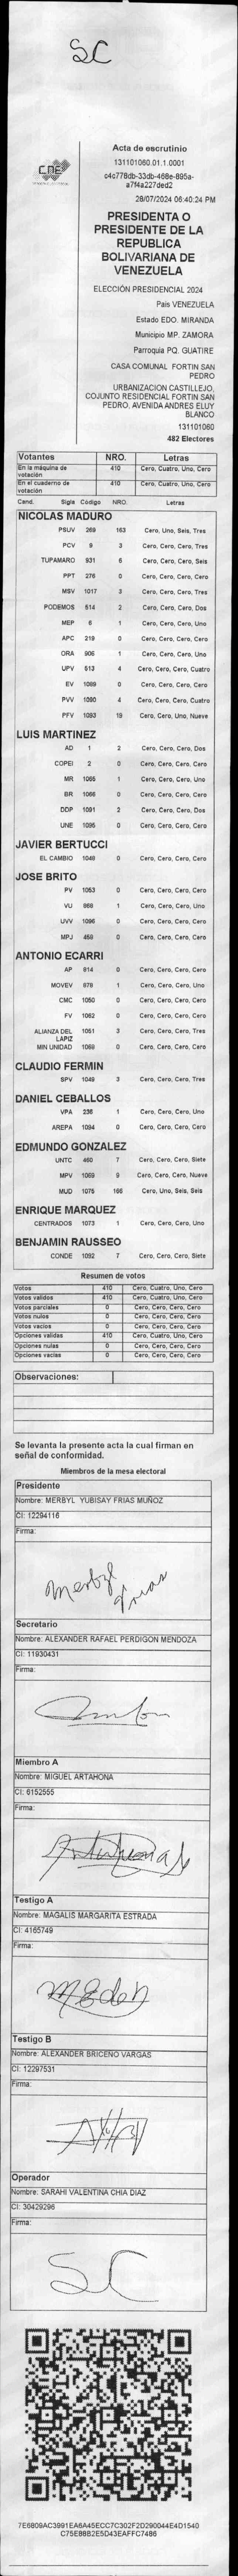 SC
CNE
Acta de escrutinio
131101060.01.1.0001
c4c778db-33db-468e-895a-
a7f4a227ded2
28/07/2024 06:40:24 PM
PRESIDENTA O
PRESIDENTE DE LA
REPUBLICA
BOLIVARIANA DE
VENEZUELA
ELECCIÓN PRESIDENCIAL 2024
Pais VENEZUELA
Estado EDO. MIRANDA
Municipio MP. ZAMORA
Parroquia PQ. GUATIRE
CASA COMUNAL FORTIN SAN
PEDRO
URBANIZACION CASTILLEJO,
COJUNTO RESIDENCIAL FORTIN SAN
PEDRO, AVENIDA ANDRES ELUY
BLANCO
131101060
482 Electores
Votantes NRO. Letras
En la máquina de votación 410 Cero, Cuatro, Uno, Cero
En el cuaderno de votación 410 Cero, Cuatro, Uno, Cero
Cand. Sigla Código NRO. Letras
NICOLAS MADURO
PSUV 269 163 Cero, Uno, Seis, Tres
PCV 9 3 Cero, Cero, Cero, Tres
TUPAMARO 931 6 Cero, Cero, Cero, Seis
PPT 276 0 Cero, Cero, Cero, Cero
MSV 1017 3 Cero, Cero, Cero, Tres
PODEMOS 514 2 Cero, Cero, Cero, Dos
MEP 6 1 Cero, Cero, Cero, Uno
APC 219 0 Cero, Cero, Cero, Cero
ORA 906 1 Cero, Cero, Cero, Uno
UPV 513 4 Cero, Cero, Cero, Cuatro
EV 1089 0 Cero, Cero, Cero, Cero
PVV 1090 4 Cero, Cero, Cero, Cuatro
PFV 1093 19 Cero, Cero, Uno, Nueve
LUIS MARTINEZ
AD 1 2 Cero, Cero, Cero, Dos
COPEI 2 0 Cero, Cero, Cero, Cero
MR 1065 1 Cero, Cero, Cero, Uno
BR 1066 0 Cero, Cero, Cero, Cero
DDP 1091 2 Cero, Cero, Cero, Dos
UNE 1095 0 Cero, Cero, Cero, Cero
JAVIER BERTUCCI
EL CAMBIO 1048 0 Cero, Cero, Cero, Cero
JOSE BRITO
PV 1053 0 Cero, Cero, Cero, Cero
VU 968 1 Cero, Cero, Cero, Uno
UVV 1096 0 Cero, Cero, Cero, Cero
MPJ 459 0 Cero, Cero, Cero, Cero
ANTONIO ECARRI
AP 914 0 Cero, Cero, Cero, Cero
MOVEV 978 1 Cero, Cero, Cero, Uno
CMC 1050 0 Cero, Cero, Cero, Cero
FV 1062 0 Cero, Cero, Cero, Cero
ALIANZA DEL LAPIZ 1051 3 Cero, Cero, Cero, Tres
MIN UNIDAD 1069 0 Cero, Cero, Cero, Cero
CLAUDIO FERMIN
SPV 1049 3 Cero, Cero, Cero, Tres
DANIEL CEBALLOS
VPA 236 1 Cero, Cero, Cero, Uno
AREPA 1094 0 Cero, Cero, Cero, Cero
EDMUNDO GONZALEZ
UNTC 460 7 Cero, Cero, Cero, Siete
MPV 1069 9 Cero, Cero, Cero, Nueve
MUD 1075 166 Cero, Uno, Seis, Seis
ENRIQUE MARQUEZ
CENTRADOS 1073 1 Cero, Cero, Cero, Uno
BENJAMIN RAUSSEO
CONDE 1092 7 Cero, Cero, Cero, Siete
Resumen de votos
Votos 410 Cero, Cuatro, Uno, Cero
Votos validos 410 Cero, Cuatro, Uno, Cero
Votos parciales 0 Cero, Cero, Cero, Cero
Votos nulos 0 Cero, Cero, Cero, Cero
Votos vacios 0 Cero, Cero, Cero, Cero
Opciones validas 410 Cero, Cuatro, Uno, Cero
Opciones nulas 0 Cero, Cero, Cero, Cero
Opciones vacias 0 Cero, Cero, Cero, Cero
Observaciones:
Se levanta la presente acta la cual firman en
señal de conformidad.
Miembros de la mesa electoral
Presidente
Nombre: MERBYL YUBISAY FRIAS MUÑOZ
CI: 12294116
Firma:
Merbyl frias
Secretario
Nombre: ALEXANDER RAFAEL PERDIGON MENDOZA
CI: 11930431
Firma:
Miembro A
Nombre: MIGUEL ARTAHONA
CI: 6152555
Firma:
Testigo A
Nombre: MAGALIS MARGARITA ESTRADA
CI: 4165749
Firma:
Testigo B
Nombre: ALEXANDER BRICENO VARGAS
CI: 12297531
Firma:
Operador
Nombre: SARAHI VALENTINA CHIA DIAZ
CI: 30429296
Firma:
SC
7E6809AC3991EA6A45ECC7C302F2D290044E4D1540
C75E88B2E5D43EAFFC7486